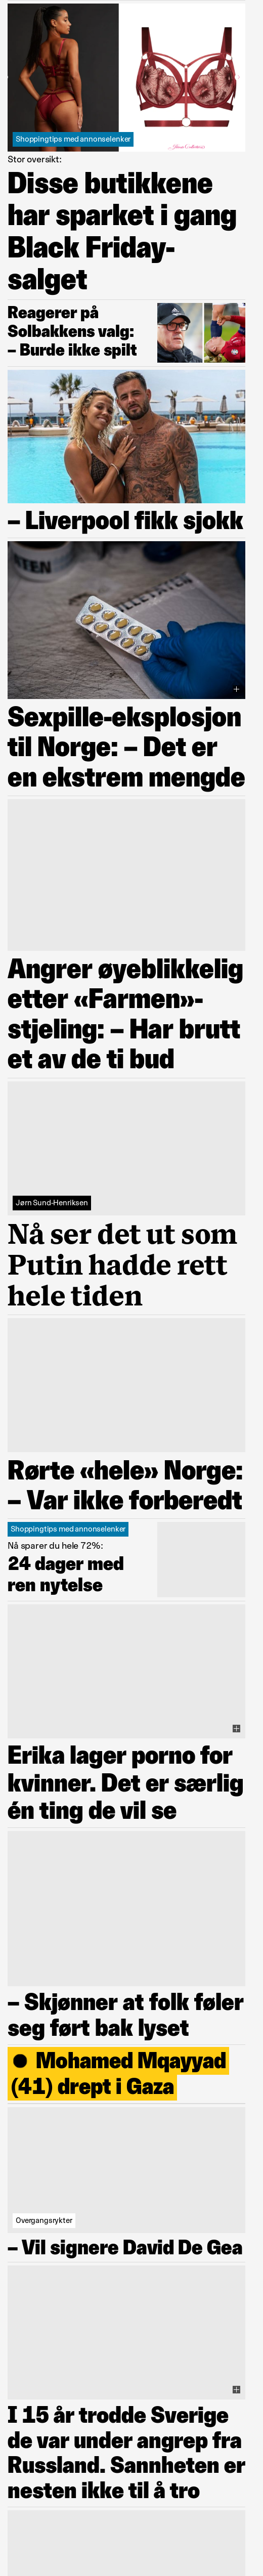 Shoppingtips med annonselenker
Stor oversikt:
Disse butikkene
har sparket i gang
Black Friday-
salget
Reagerer på
Solbakkens valg:
– Burde ikke spilt
– Liverpool fikk sjokk
Sexpille-eksplosjon
til Norge: – Det er
en ekstrem mengde
Angrer øyeblikkelig
etter «Farmen»-
stjeling: – Har brutt
et av de ti bud
Jørn Sund-Henriksen
Nå ser det ut som
Putin hadde rett
hele tiden
Rørte «hele» Norge:
– Var ikke forberedt
Shoppingtips med annonselenker
Nå sparer du hele 72%:
24 dager med
ren nytelse
Erika lager porno for
kvinner. Det er særlig
én ting de vil se
– Skjønner at folk føler
seg ført bak lyset
Mohamed Mqayyad
(41) drept i Gaza
Overgangsrykter
– Vil signere David De Gea
I 15 år trodde Sverige
de var under angrep fra
Russland. Sannheten er
nesten ikke til å tro